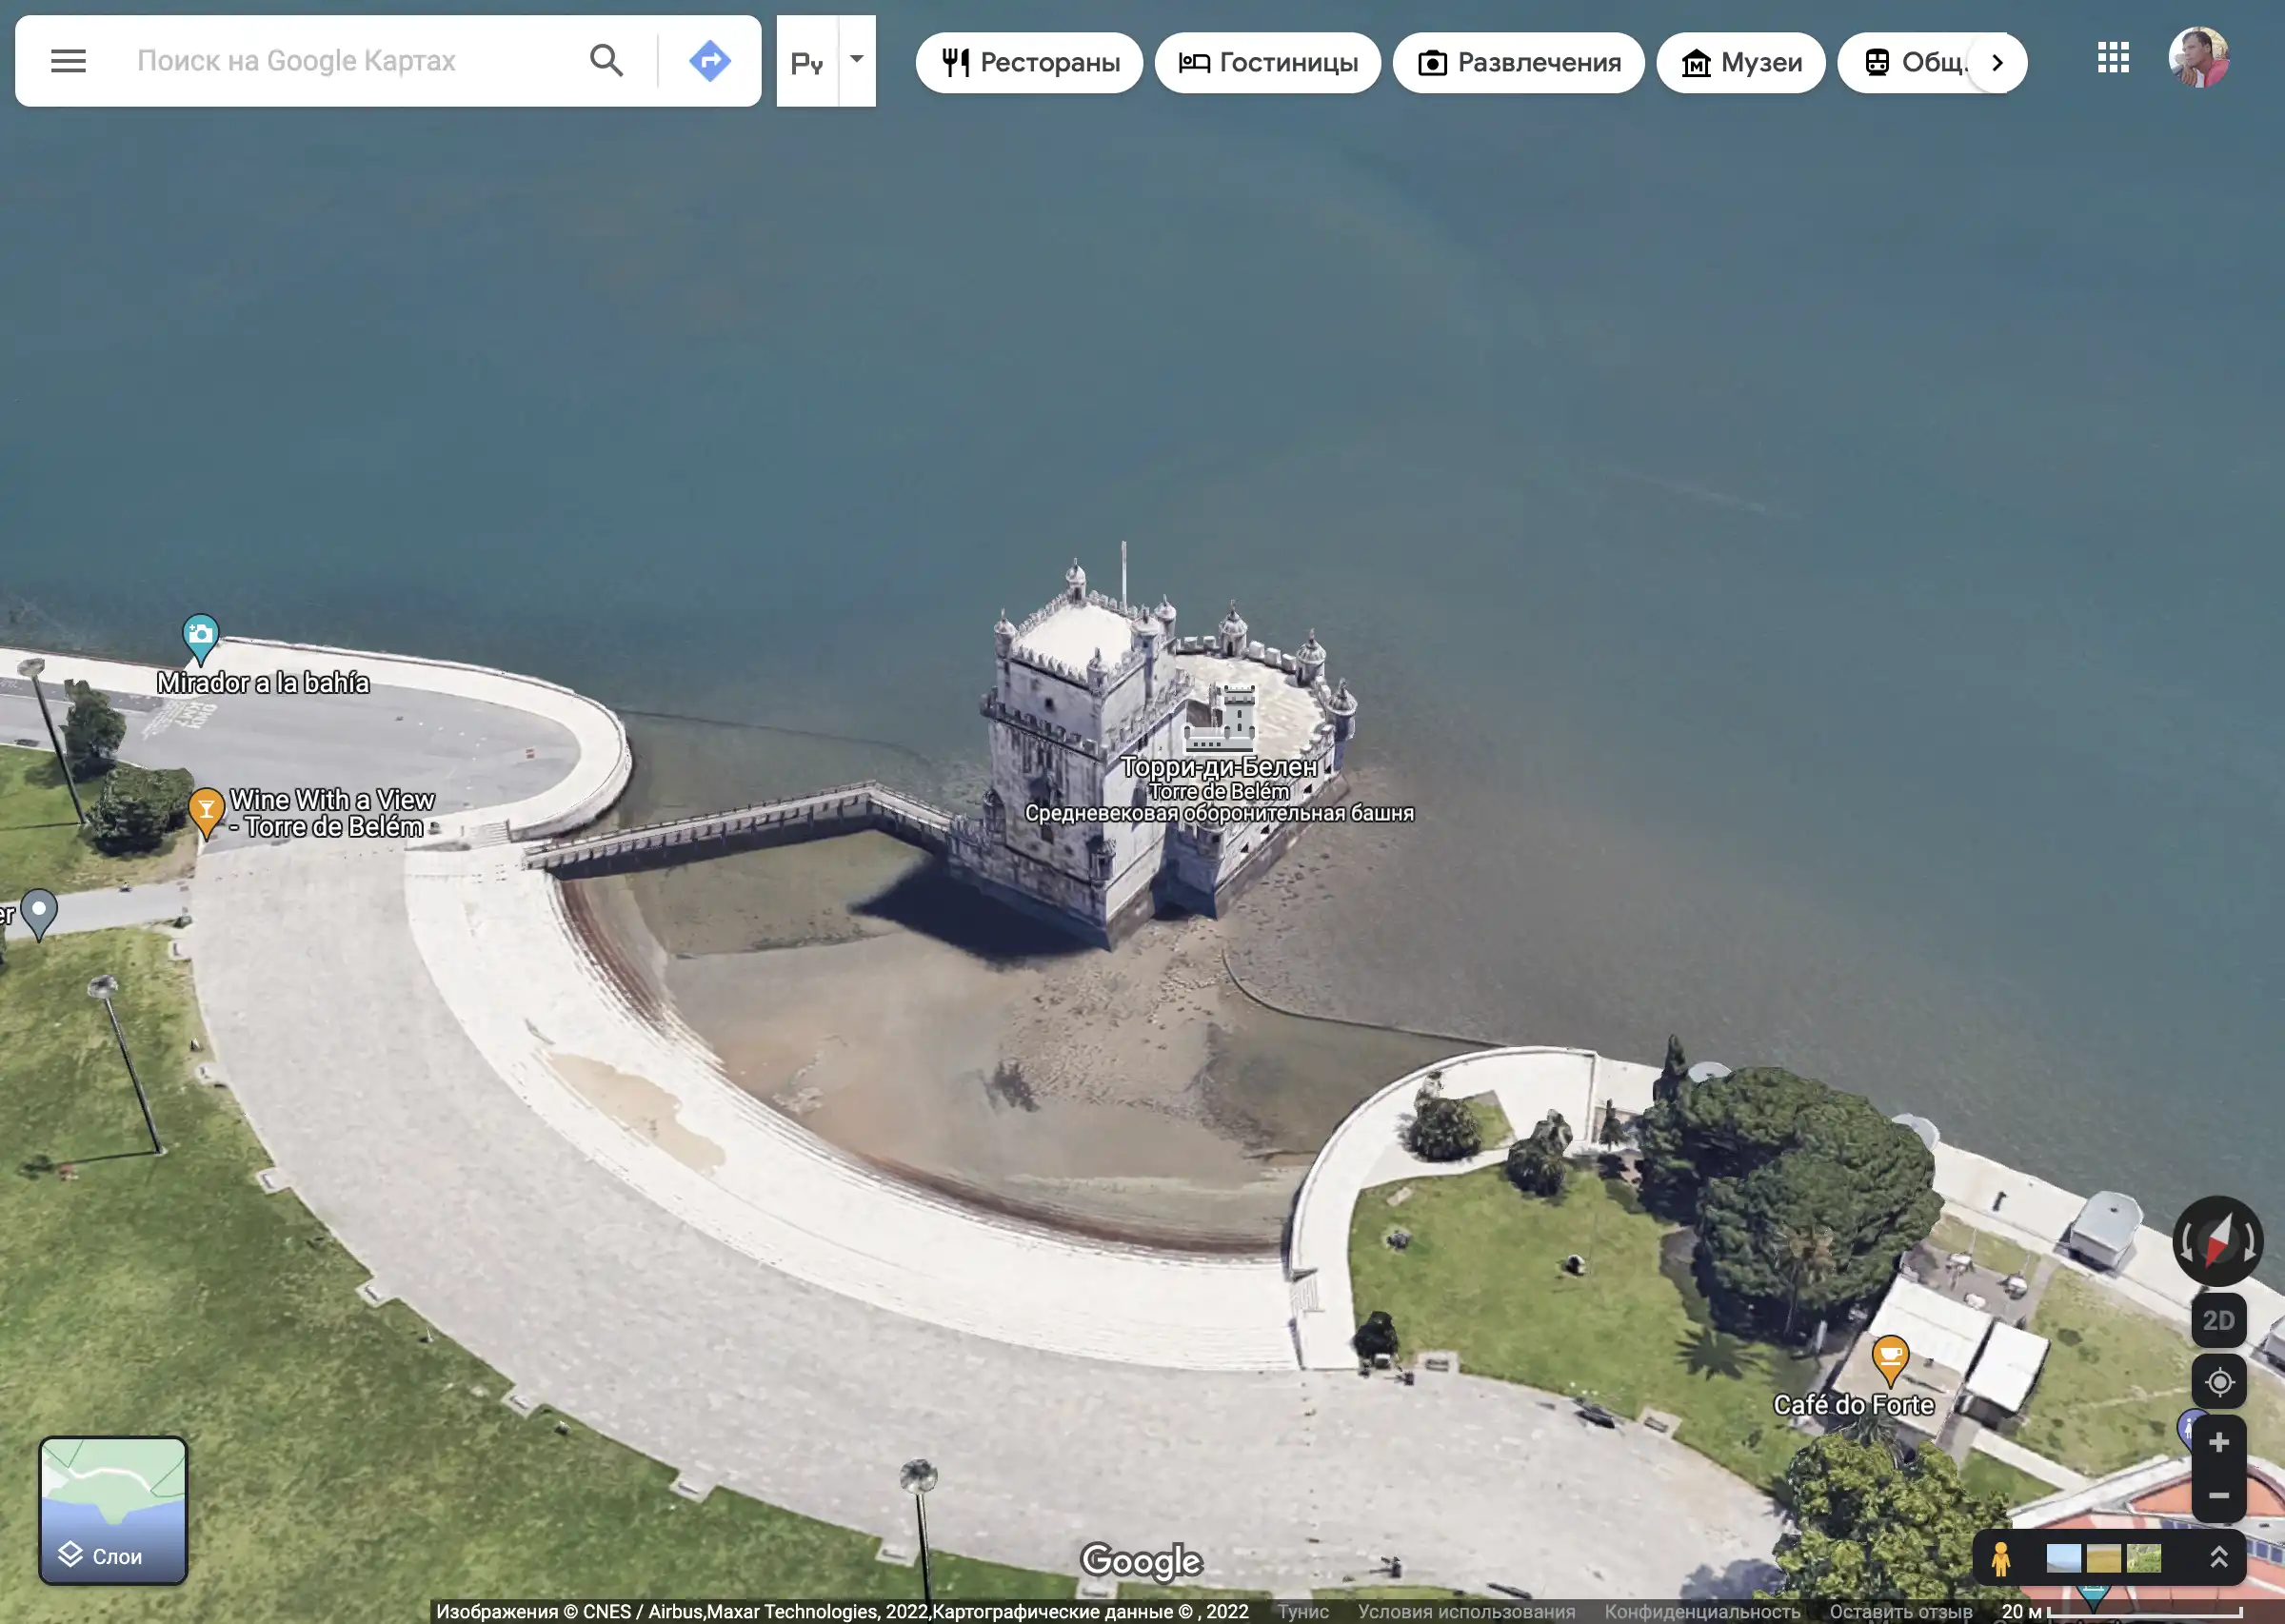 Поиск на Google Картах
Ру
Рестораны
Гостиницы
Развлечения
Музеи
Общ.
Mirador a la bahía
Wine With a View
- Torre de Belém
er
Торри-ди-Белен
Torre de Belém
Средневековая оборонительная башня
Café do Forte
2D
Слои
Google
Изображения © CNES / Airbus,Maxar Technologies, 2022,Картографические данные © , 2022
Тунис
Условия использования
Конфиденциальность
Оставить отзыв
20 м